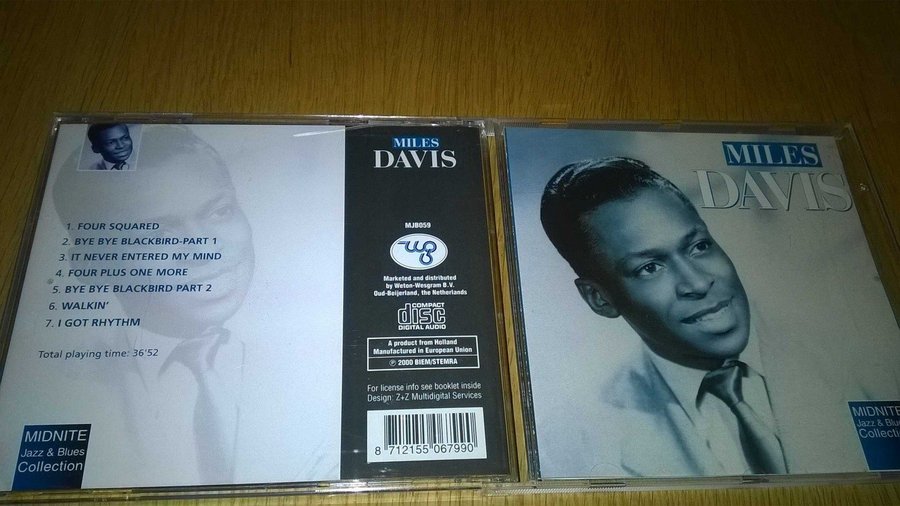 1. FOUR SQUARED
2. BYE BYE BLACKBIRD-PART 1
3. IT NEVER ENTERED MY MIND
4. FOUR PLUS ONE MORE
5. BYE BYE BLACKBIRD PART 2
6. WALKIN'
7. I GOT RHYTHM
Total playing time: 36'52
MIDNITE
Jazz & Blues
Collection
MILES
DAVIS
MJB059
Marketed and distributed
by Weton-Wesgram B.V.
Oud-Beijerland, the Netherlands
COMPACT
disc
DIGITAL AUDIO
A product from Holland
Manufactured in European Union
℗ 2000 BIEM/STEMRA
For license info see booklet inside
Design: Z+Z Multidigital Services
8 712155 067990
MILES
DAVIS
MIDNITE
Jazz & Blues
Collection